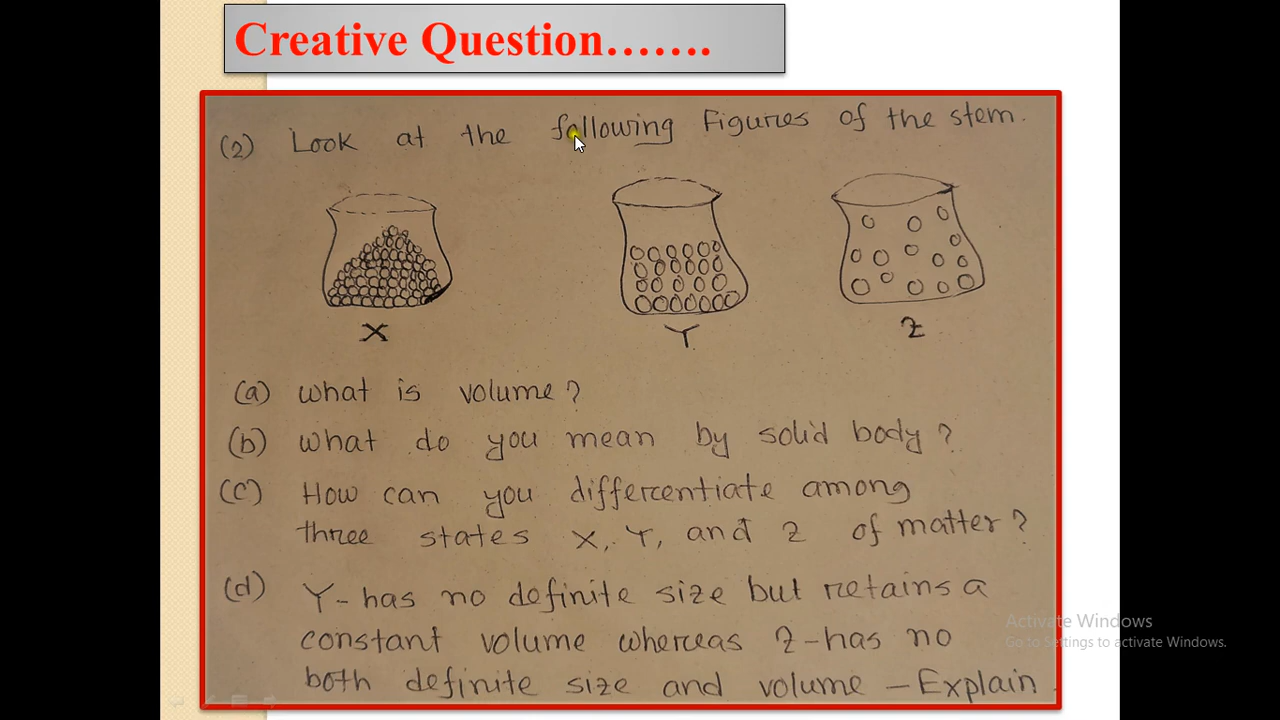 Creative Question.......
(2) Look at the following Figures of the stem.
X Y Z
(a) what is volume?
(b) what do you mean by solid body?
(c) How can you differentiate among
three states X, Y, and Z of matter?
(d) Y-has no definite size but retains a
constant volume whereas Z-has no
both definite size and volume - Explain.
Activate Windows
Go to Settings to activate Windows.